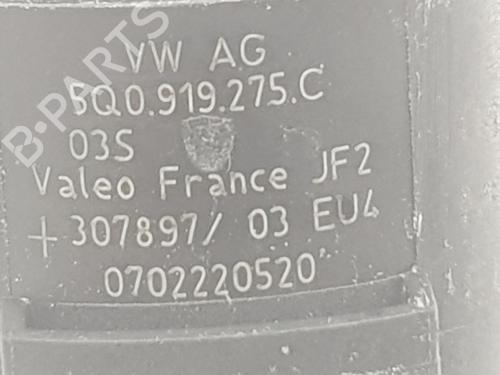 VW AG
5Q0.919.275.C
03S
Valeo France JF2
+307897/ 03 EU4
0702220520
B-PARTS